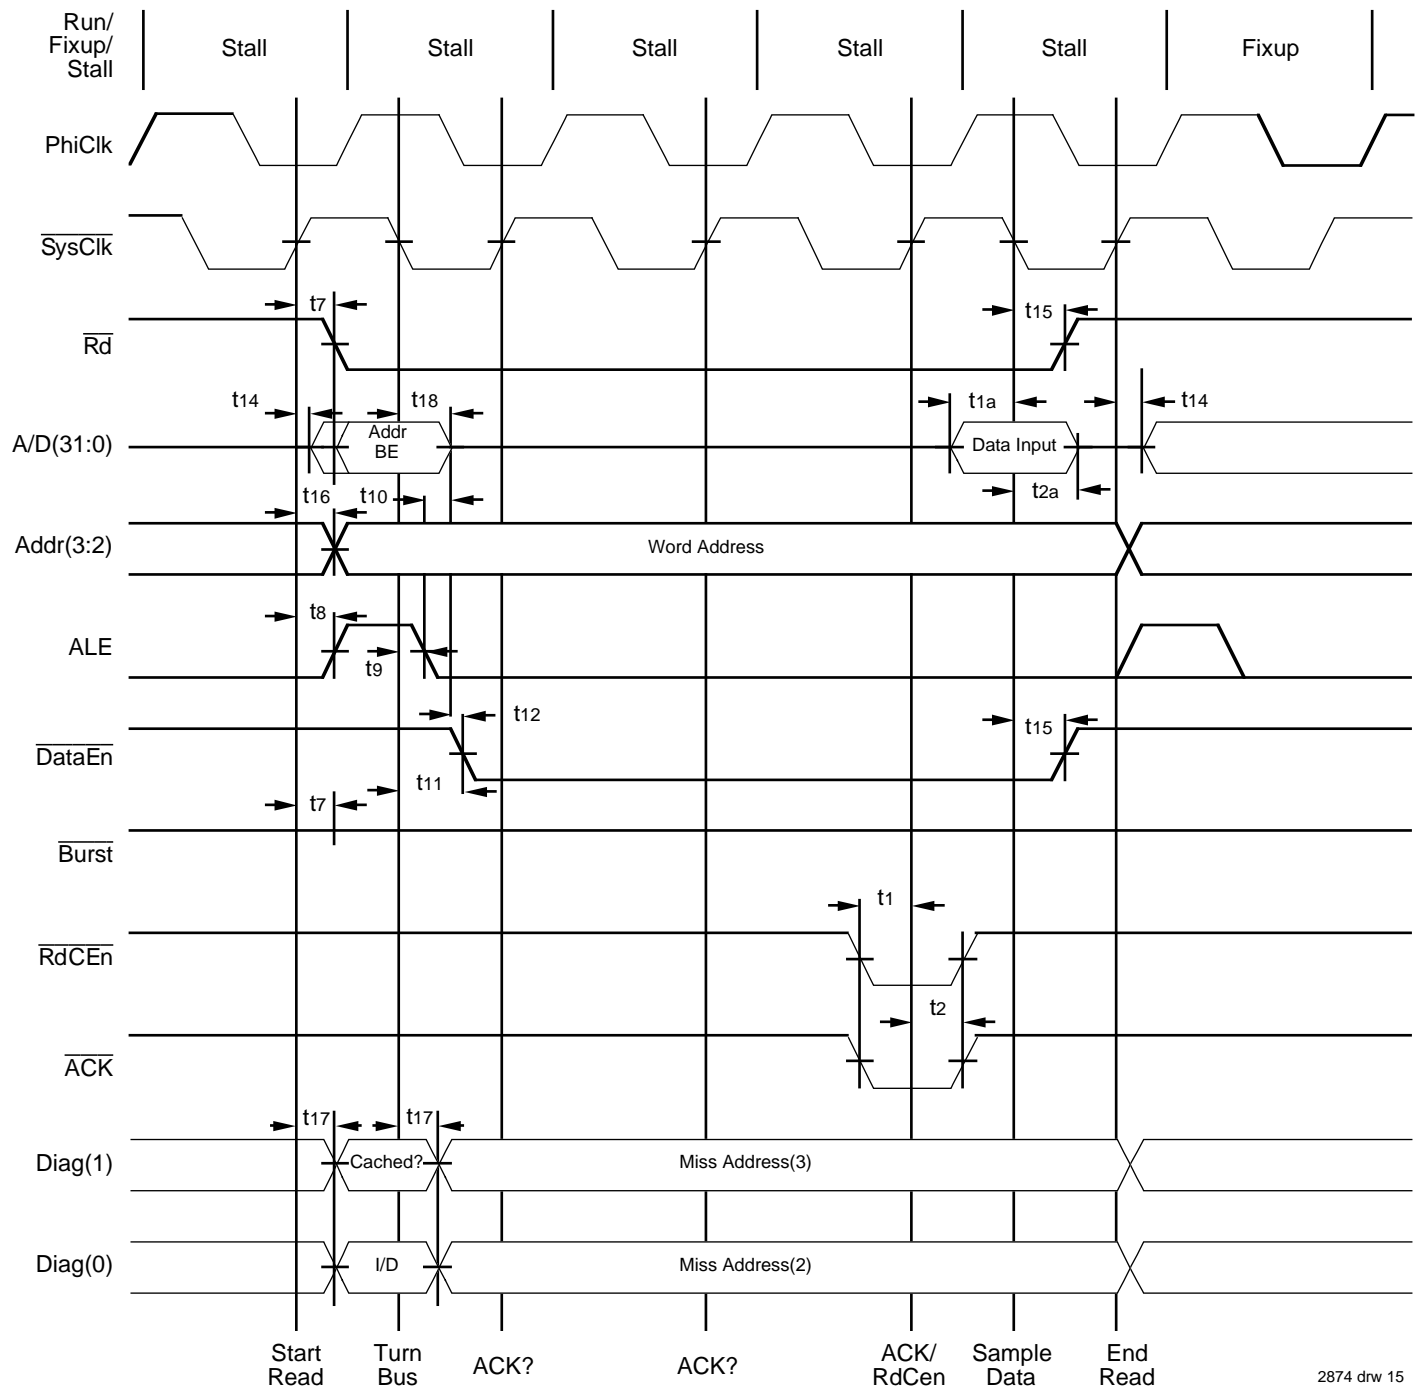 Run/
Fixup/
Stall
Stall
Stall
Stall
Stall
Stall
Fixup
PhiClk
SysClk
t7
t15
Rd
t14
t18
t1a
t14
A/D(31:0)
Addr
BE
Data Input
t16
t10
t2a
Addr(3:2)
Word Address
t8
ALE
t9
t12
t15
DataEn
t11
t7
Burst
t1
RdCEn
t2
ACK
t17
t17
Diag(1)
Cached?
Miss Address(3)
Diag(0)
I/D
Miss Address(2)
Start
Read
Turn
Bus
ACK?
ACK?
ACK/
RdCen
Sample
Data
End
Read
2874 drw 15